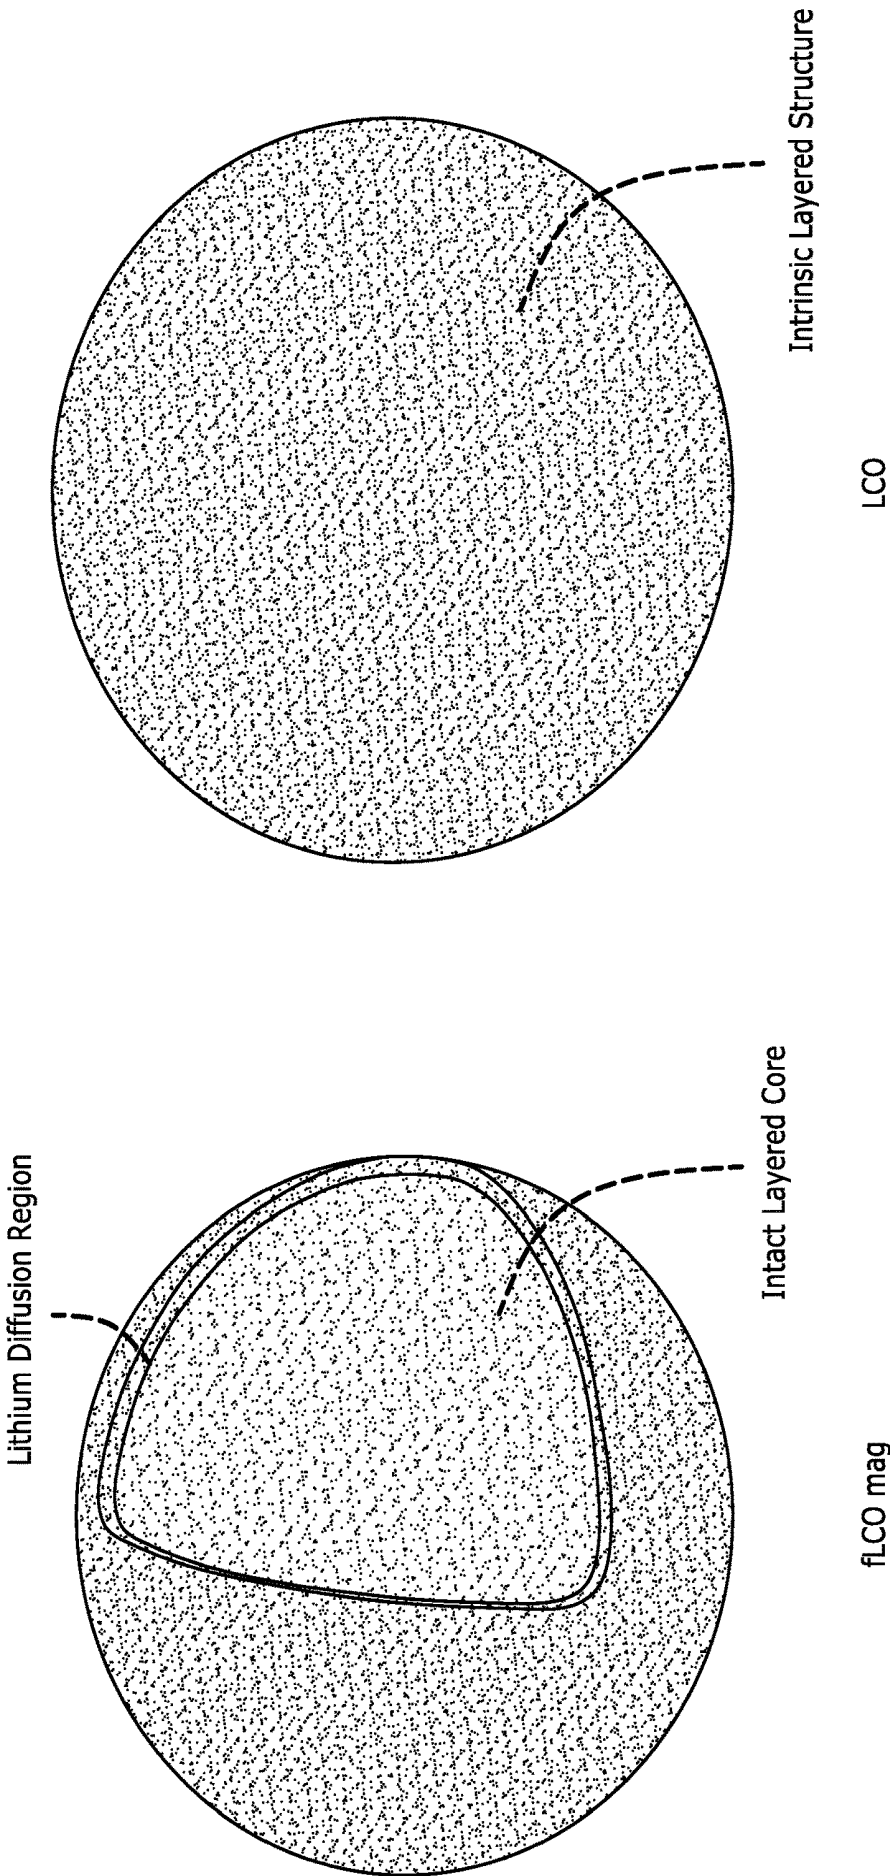 Lithium Diffusion Region
Intact Layered Core
fLCO mag
Intrinsic Layered Structure
LCO